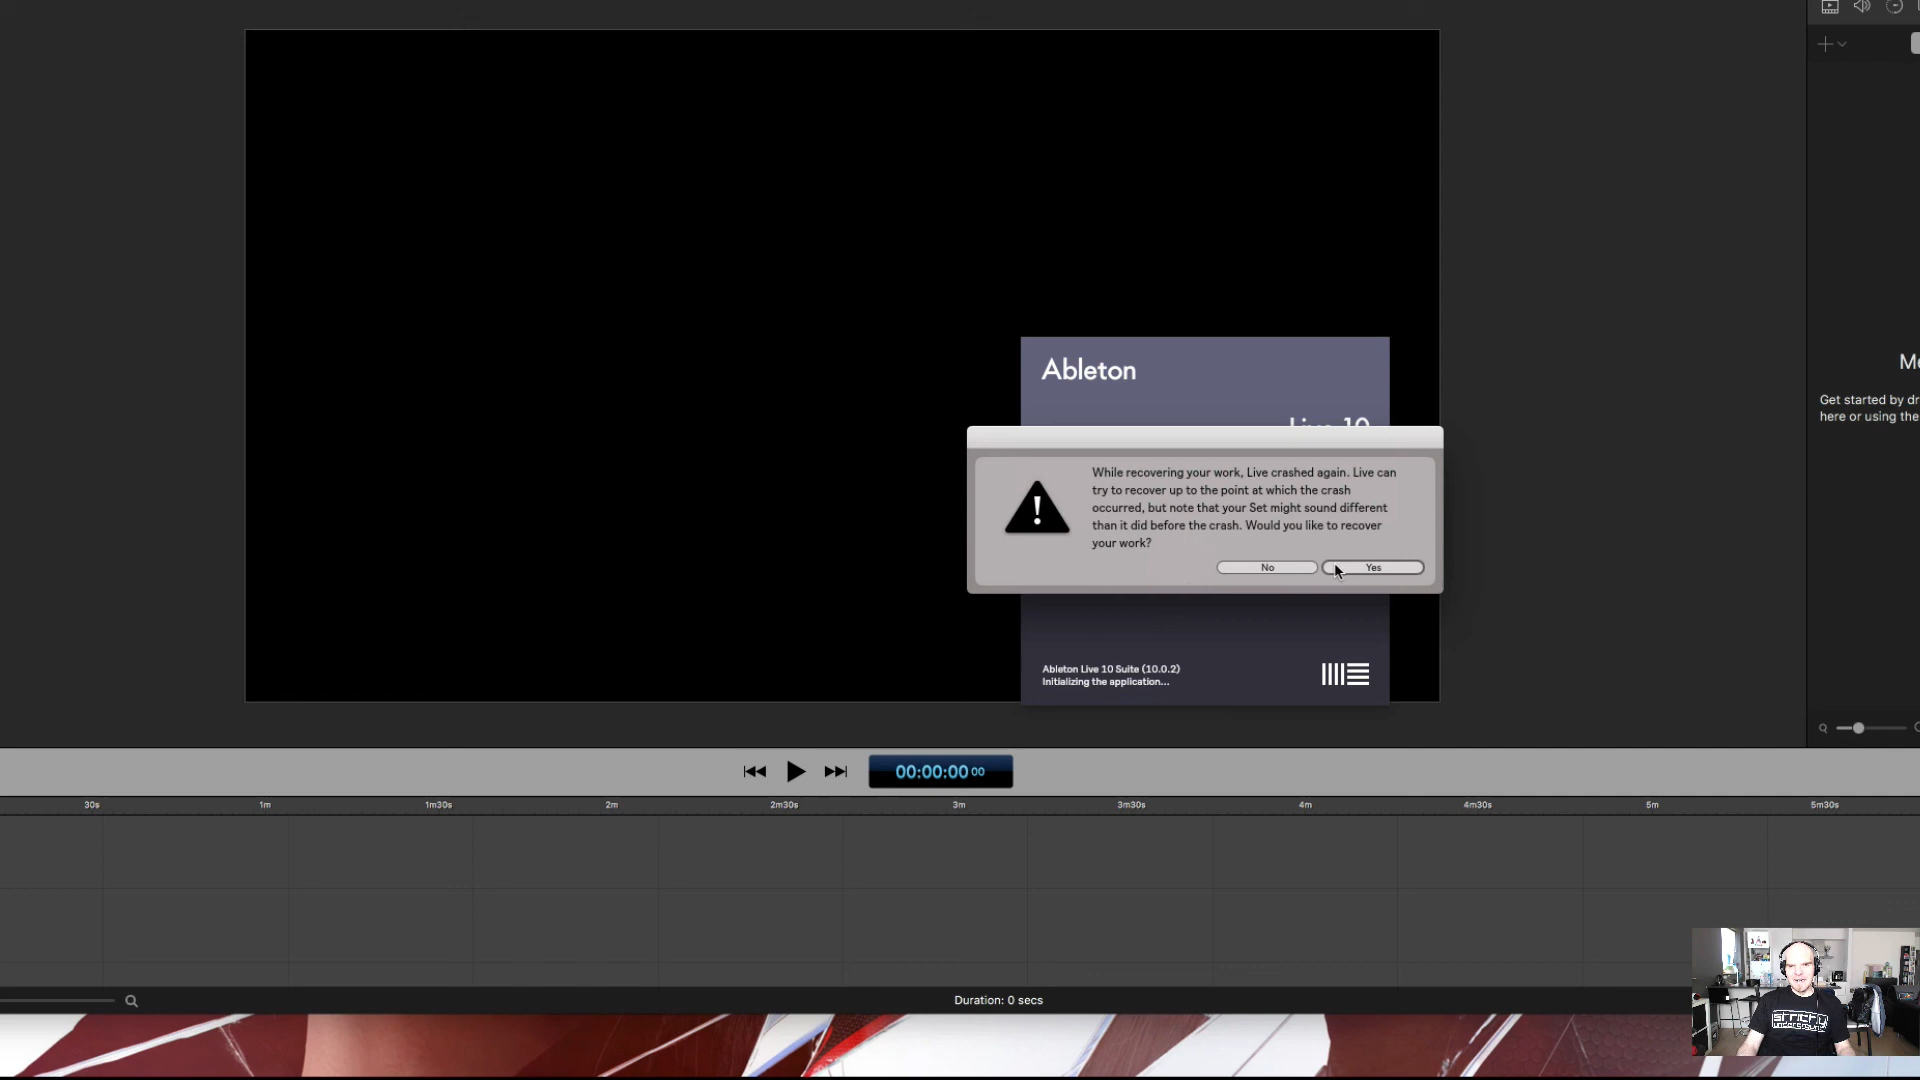 Get started by dr
here or using the
Ableton
Live 10
While recovering your work, Live crashed again. Live can
try to recover up to the point at which the crash
occurred, but note that your Set might sound different
than it did before the crash. Would you like to recover
your work?
No
Yes
Ableton Live 10 Suite (10.0.2)
Initializing the application...
00:00:00 00
30s
1m
1m30s
2m
2m30s
3m
3m30s
4m
4m30s
5m
5m30s
Duration: 0 secs